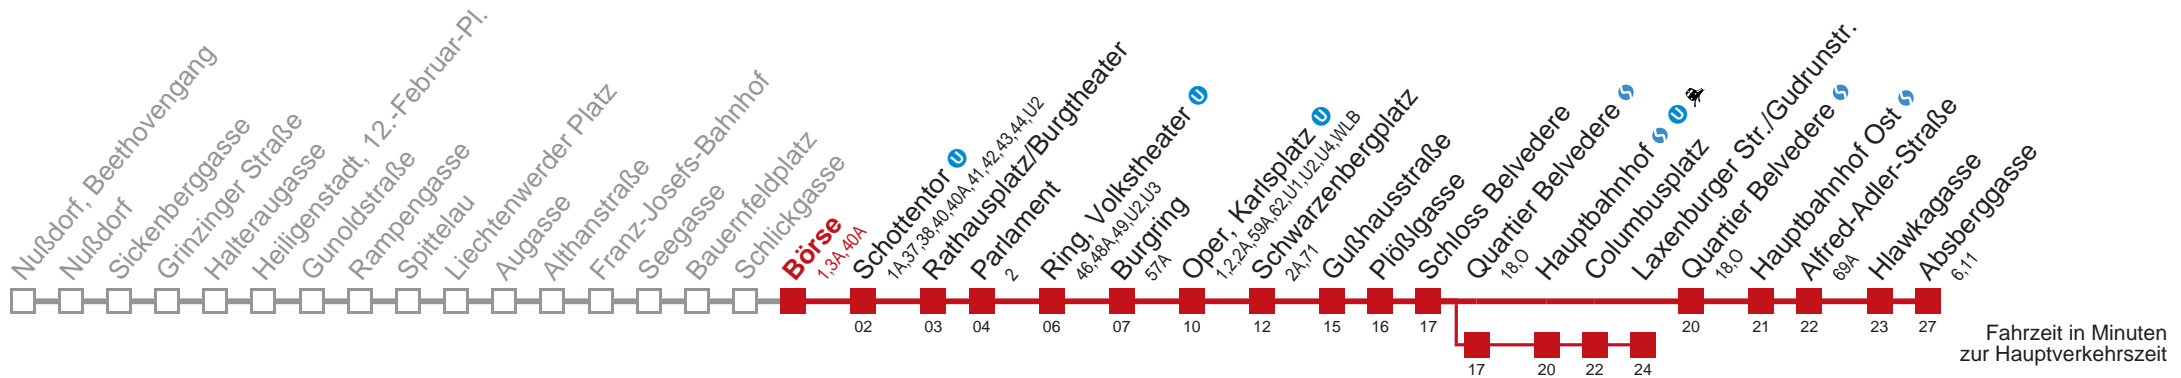 Nußdorf, Beethovengang
Nußdorf
Sickenberggasse
Grinzinger Straße
Halteraugasse
Heiligenstadt, 12.-Februar-Pl.
Gunoldstraße
Rampengasse
Spittelau
Liechtenwerder Platz
Augasse
Althanstraße
Franz-Josefs-Bahnhof
Seegasse
Bauernfeldplatz
Schlickgasse
Börse
1,3A,40A
Schottentor U
1A,37,38,40,40A,41,42,43,44,U2
Rathausplatz/Burgtheater
Parlament
2
Ring, Volkstheater U
46,48A,49,U2,U3
Burgring
57A
Oper, Karlsplatz U
1,2,2A,59A,62,U1,U2,U4,WLB
Schwarzenbergplatz
2A,71
Gußhausstraße
Plößlgasse
Schloss Belvedere
Quartier Belvedere S
18,O
Hauptbahnhof S U
Columbusplatz
Laxenburger Str./Gudrunstr.
Quartier Belvedere S
18,O
Hauptbahnhof Ost S
Alfred-Adler-Straße
69A
Hlawkagasse
Absberggasse
6,11
02 03 04 06 07 10 12 15 16 17 20 21 22 23 27
17 20 22 24
Fahrzeit in Minuten
zur Hauptverkehrszeit